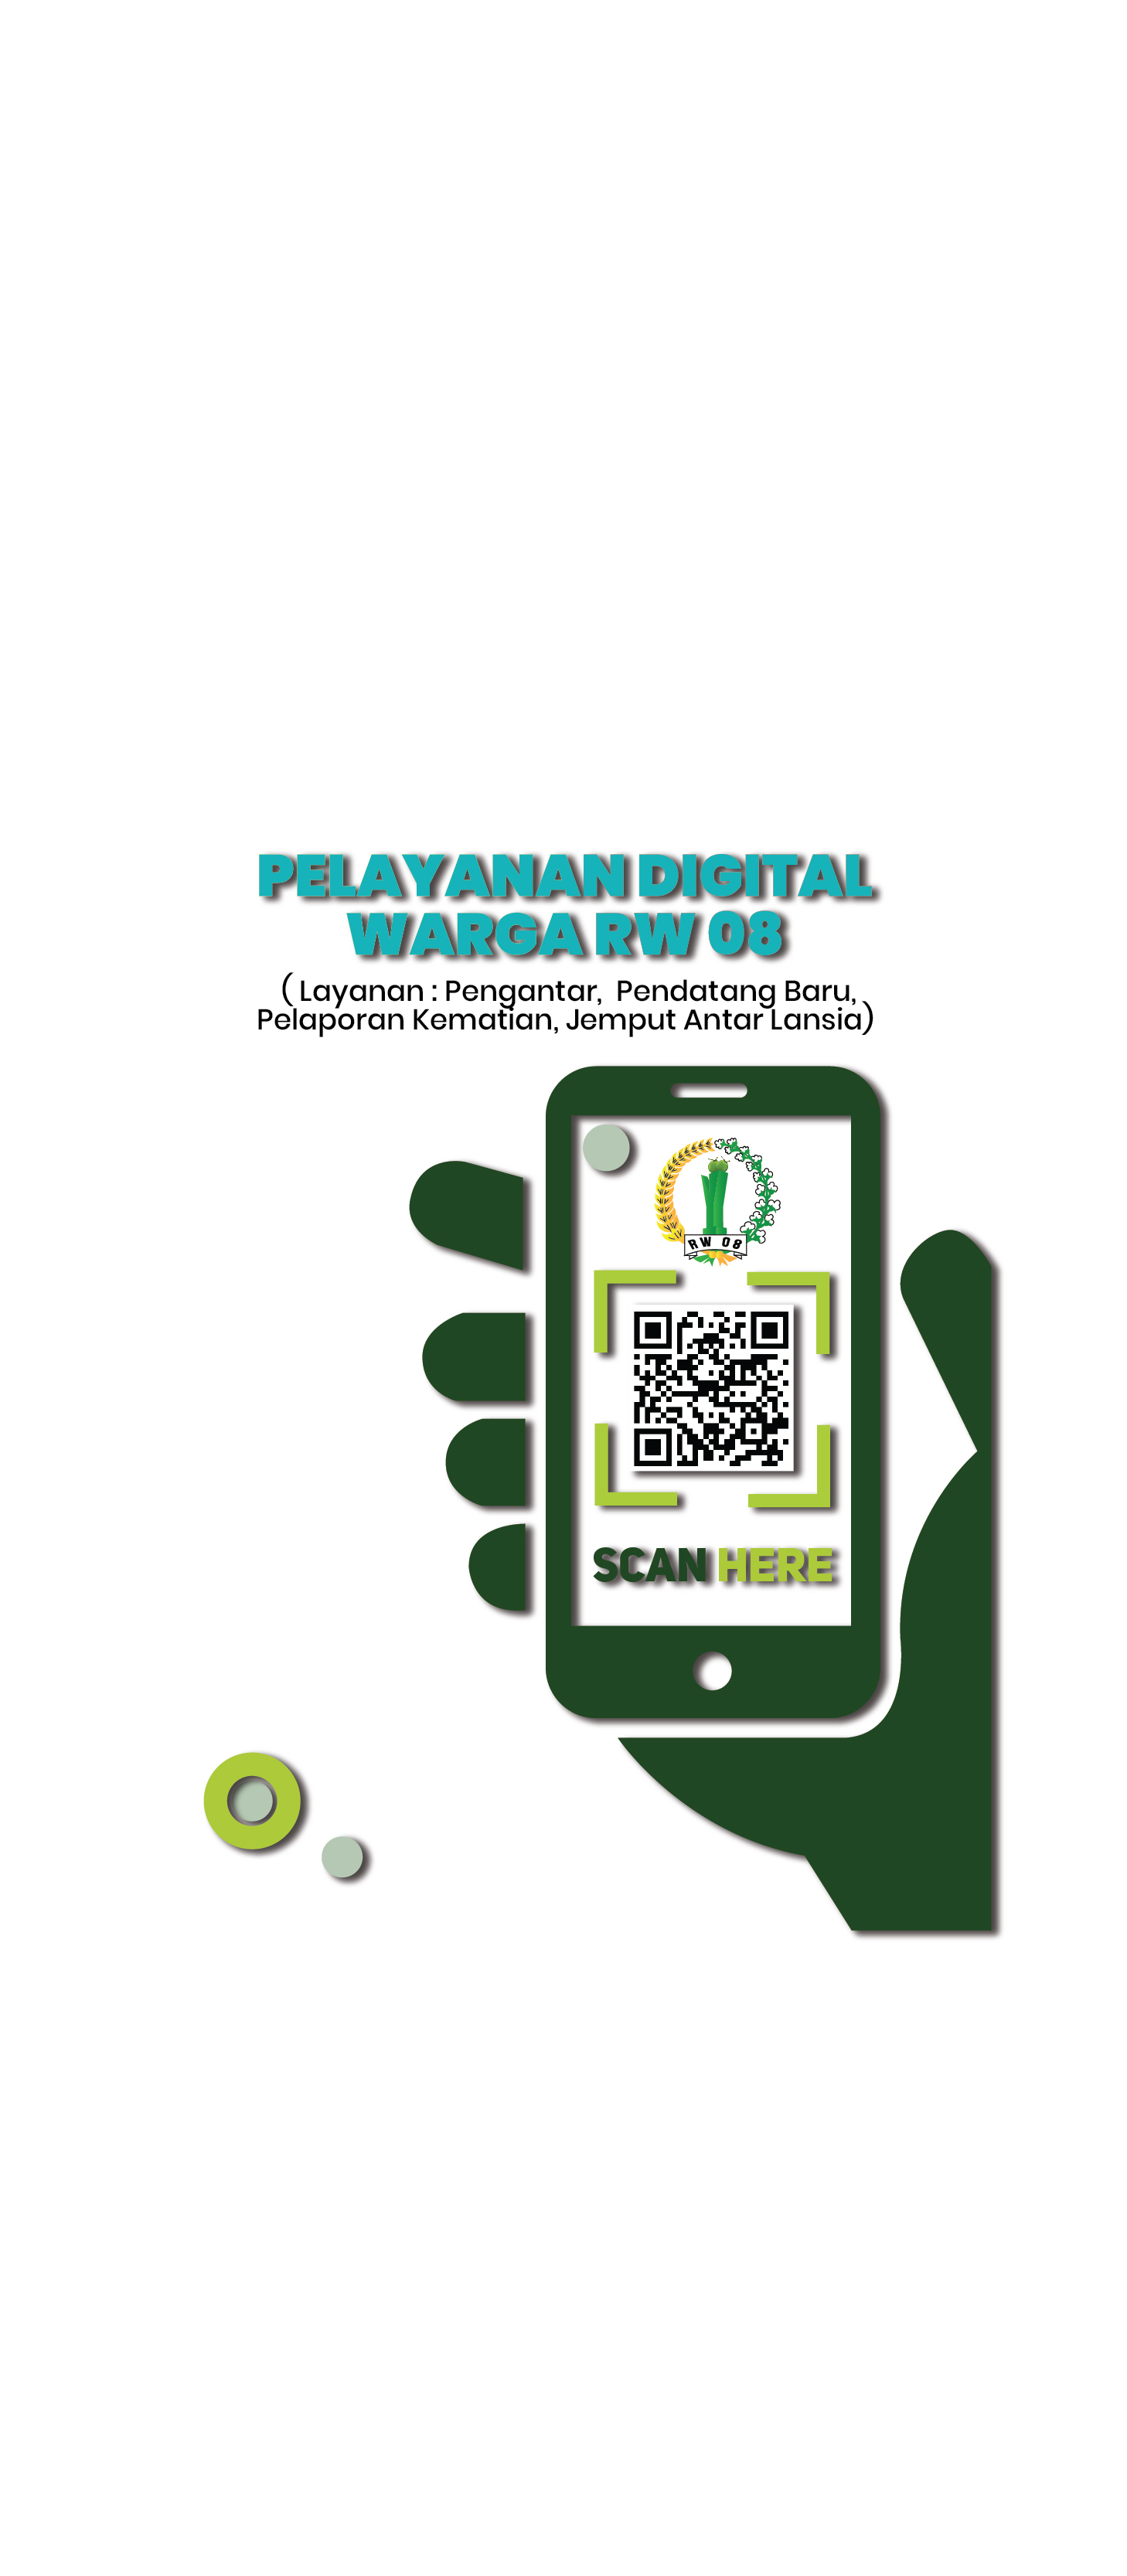 PELAYANAN DIGITAL
WARGA RW 08
( Layanan : Pengantar,  Pendatang Baru,
Pelaporan Kematian, Jemput Antar Lansia)
RW 08
SCAN HERE